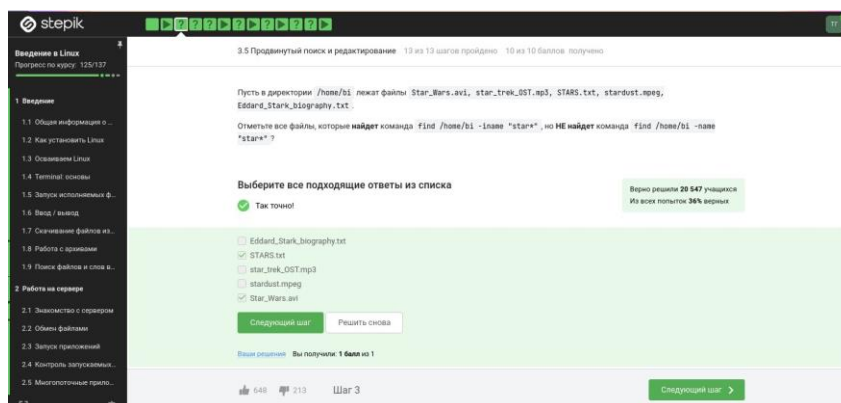 stepik
Введение в Linux
Прогресс по курсу: 125/137
1 Введение
1.1 Общая информация о ...
1.2 Как установить Linux
1.3 Осваиваем Linux
1.4 Terminal: основы
1.5 Запуск исполняемых ф...
1.6 Ввод / вывод
1.7 Скачивание файлов из...
1.8 Работа с архивами
1.9 Поиск файлов и слов в...
2 Работа на сервере
2.1 Знакомство с сервером
2.2 Обмен файлами
2.3 Запуск приложений
2.4 Контроль запускаемых...
2.5 Многопоточные прило...
3.5 Продвинутый поиск и редактирование 13 из 13 шагов пройдено 10 из 10 баллов получено
Пусть в директории /home/bi лежат файлы Star_Wars.avi, star_trek_OST.mp3, STARS.txt, stardust.mpeg,
Eddard_Stark_biography.txt.
Отметьте все файлы, которые найдет команда find /home/bi -iname "star*", но НЕ найдет команда find /home/bi -name
"star*" ?
Выберите все подходящие ответы из списка
Так точно!
Верно решили 20 547 учащихся
Из всех попыток 36% верных
Eddard_Stark_biography.txt
STARS.txt
star_trek_OST.mp3
stardust.mpeg
Star_Wars.avi
Следующий шаг Решить снова
Ваши решения Вы получили: 1 балл из 1
648 213 Шаг 3 Следующий шаг